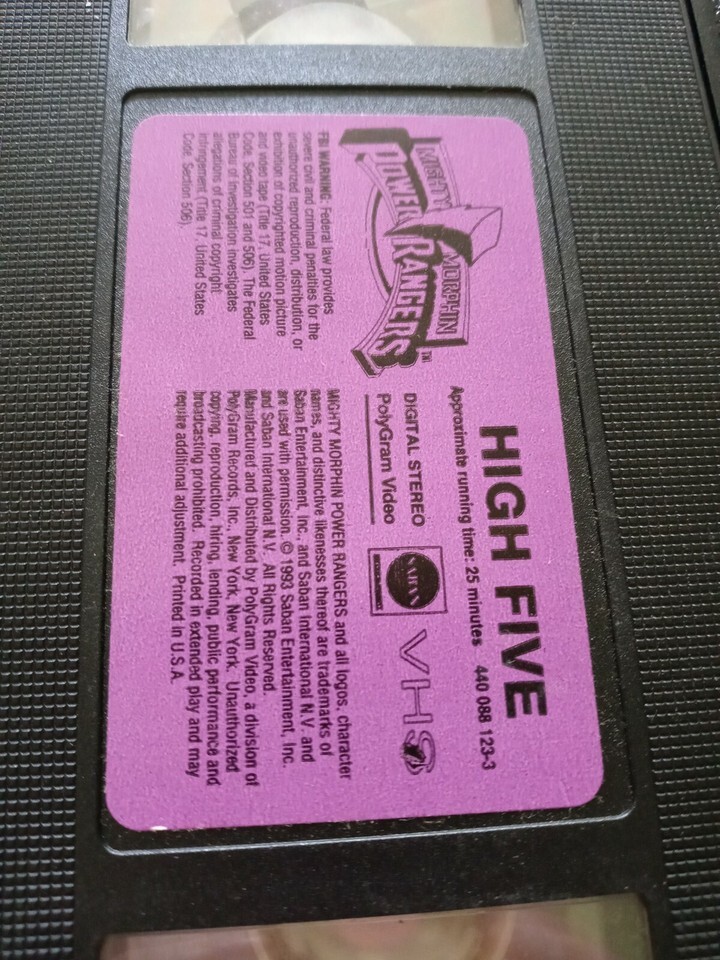 MIGHTY MORPHIN
POWER RANGERS™
HIGH FIVE
Approximate running time: 25 minutes 440 088 123-3
DIGITAL STEREO
PolyGram Video
SABAN
VHS
FBI WARNING: Federal law provides
severe civil and criminal penalties for the
unauthorized reproduction, distribution, or
exhibition of copyrighted motion picture
and video tape (Title 17, United States
Code, Section 501 and 506). The Federal
Bureau of Investigation investigates
allegations of criminal copyright
infringement (Title 17, United States
Code, Section 506).
MIGHTY MORPHIN POWER RANGERS and all logos, character
names, and distinctive likenesses thereof are trademarks of
Saban Entertainment, Inc., and Saban International N.V. and
are used with permission. © 1993 Saban Entertainment, Inc.
and Saban International N.V. All Rights Reserved.
Manufactured and Distributed by PolyGram Video, a division of
PolyGram Records, Inc., New York, New York. Unauthorized
copying, reproduction, hiring, lending, public performance and
broadcasting prohibited. Recorded in extended play and may
require additional adjustment. Printed in U.S.A.